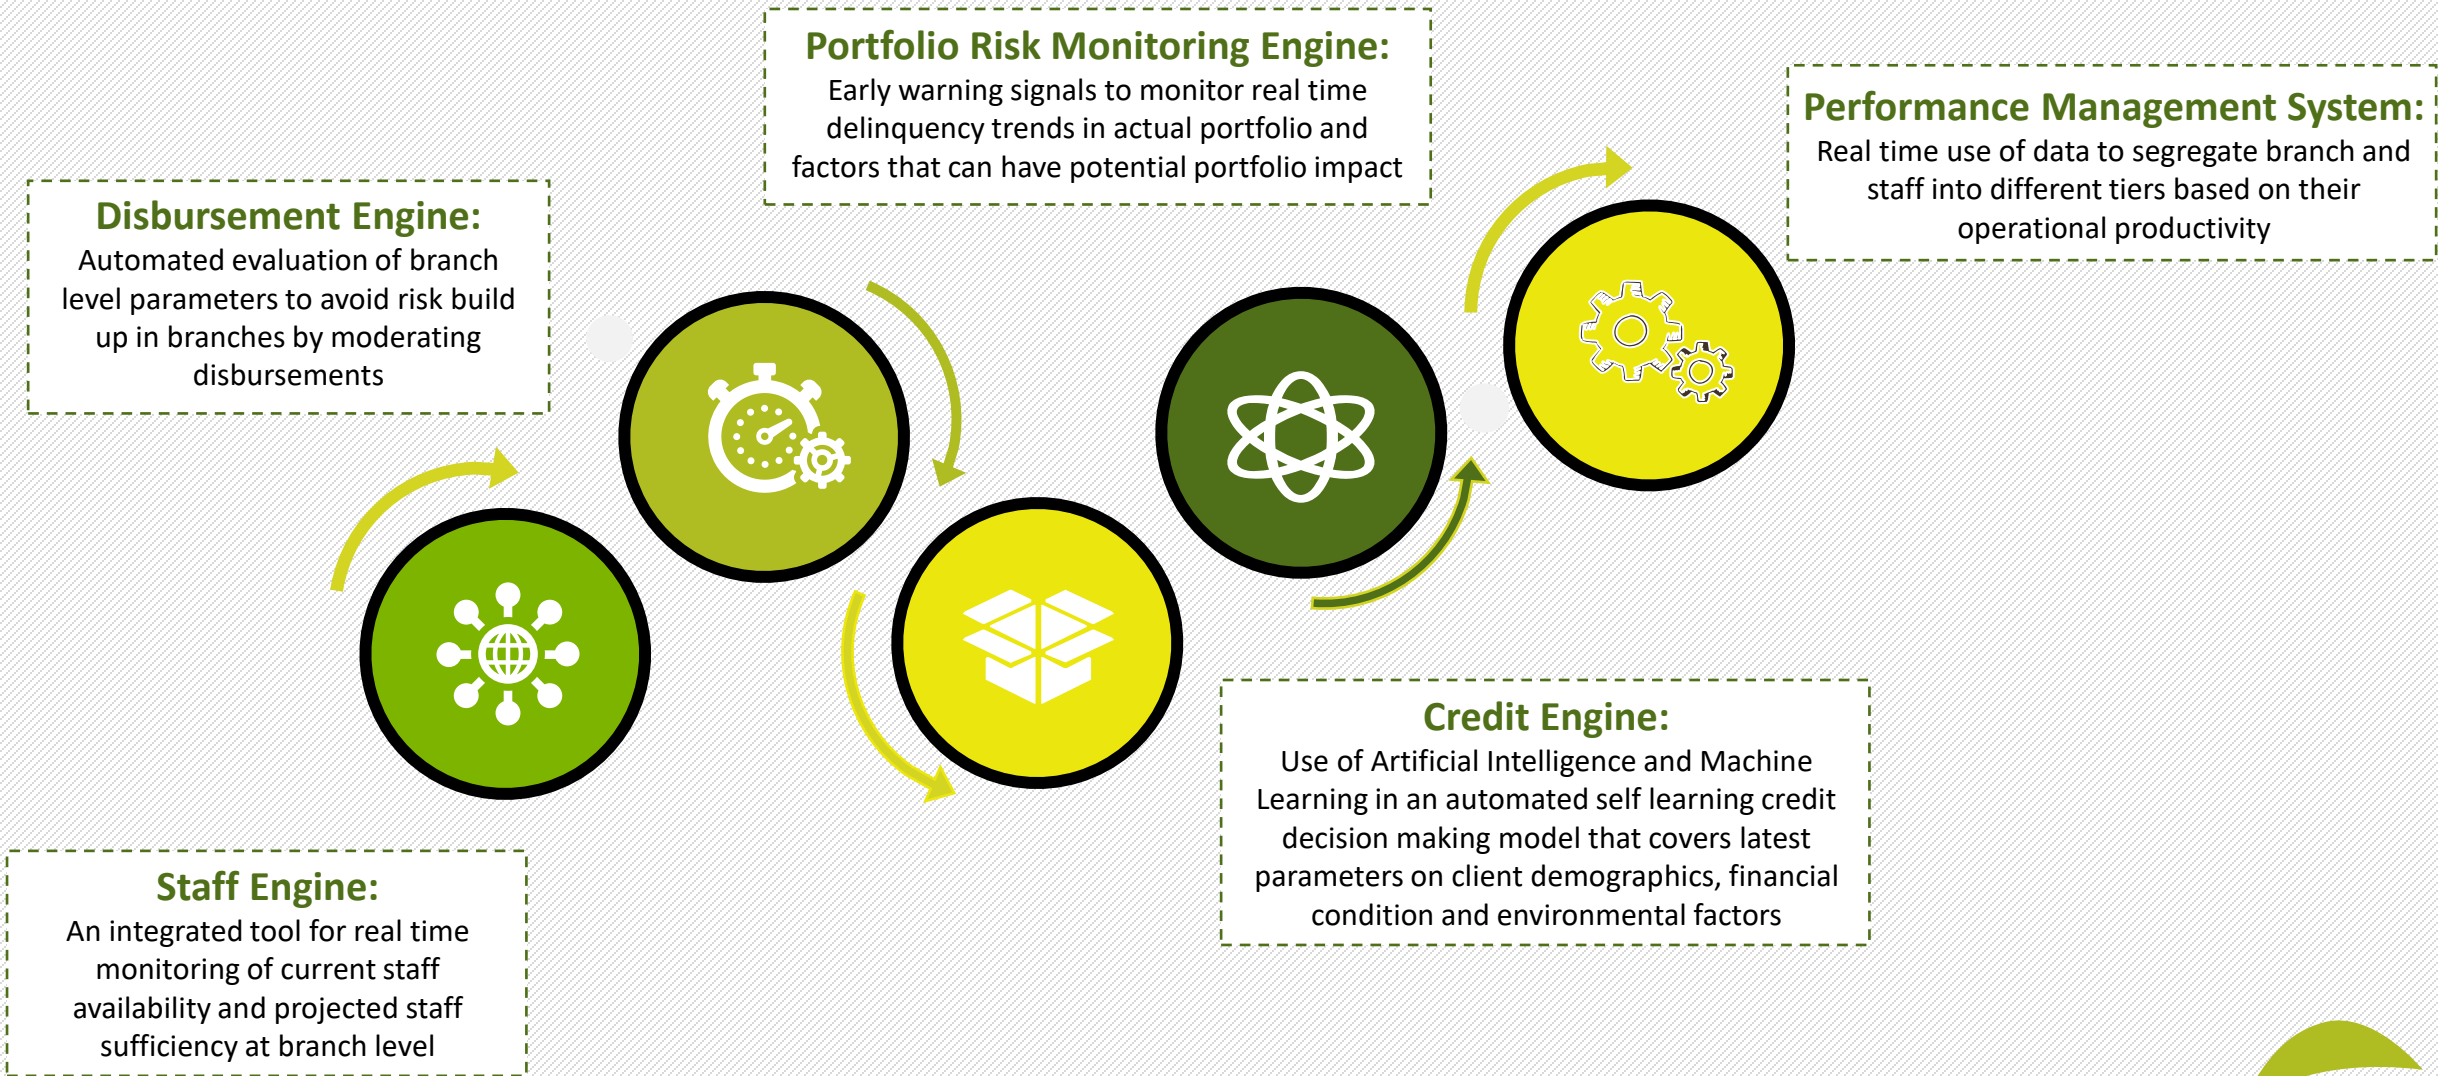 Portfolio Risk Monitoring Engine:
Early warning signals to monitor real time
delinquency trends in actual portfolio and
factors that can have potential portfolio impact
Performance Management System:
Real time use of data to segregate branch and
staff into different tiers based on their
operational productivity
Disbursement Engine:
Automated evaluation of branch
level parameters to avoid risk build
up in branches by moderating
disbursements
Credit Engine:
Use of Artificial Intelligence and Machine
Learning in an automated self learning credit
decision making model that covers latest
parameters on client demographics, financial
condition and environmental factors
Staff Engine:
An integrated tool for real time
monitoring of current staff
availability and projected staff
sufficiency at branch level